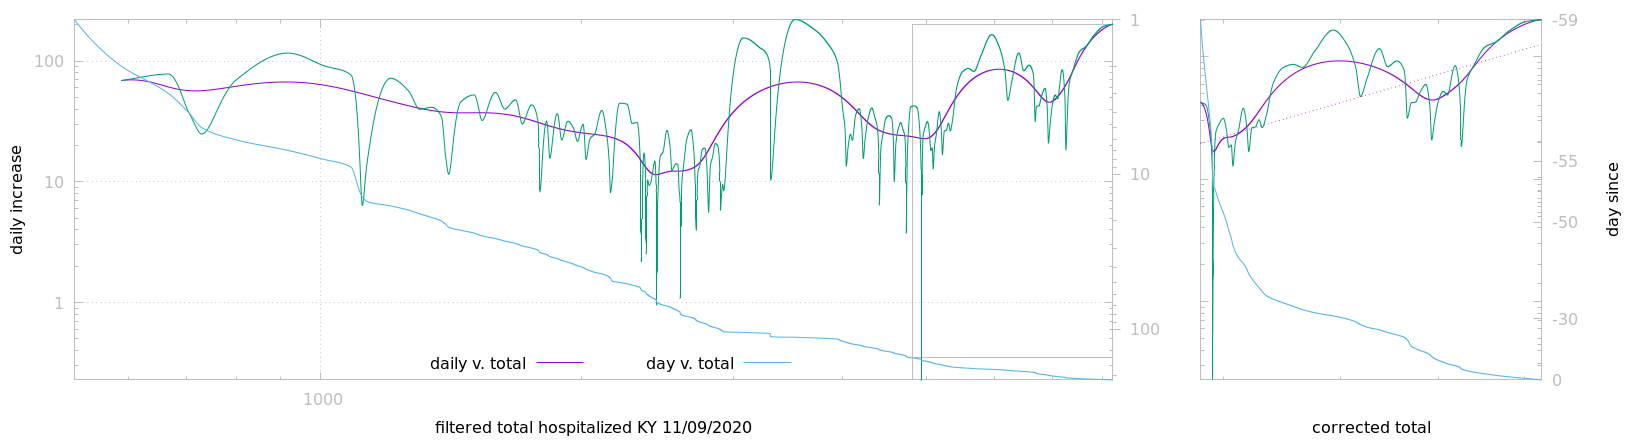 100
10
1
daily increase
1000
filtered total hospitalized KY 11/09/2020
daily v. total
day v. total
1
10
100
-59
-55
-50
-30
0
day since
corrected total